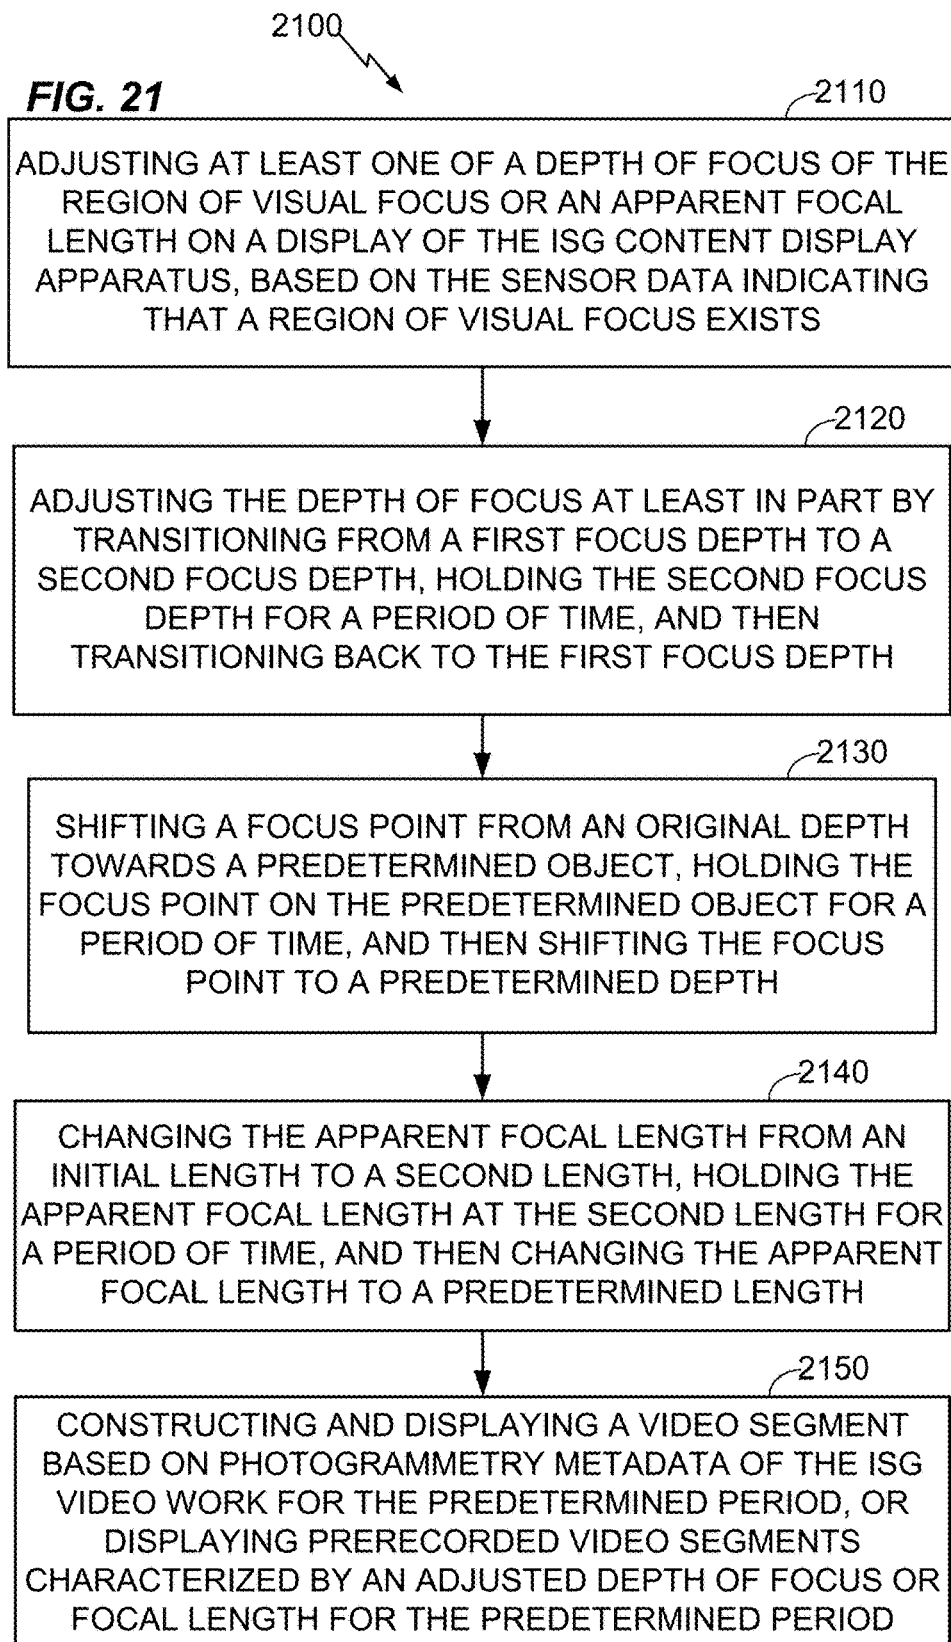 2100
FIG. 21
2110
ADJUSTING AT LEAST ONE OF A DEPTH OF FOCUS OF THE
REGION OF VISUAL FOCUS OR AN APPARENT FOCAL
LENGTH ON A DISPLAY OF THE ISG CONTENT DISPLAY
APPARATUS, BASED ON THE SENSOR DATA INDICATING
THAT A REGION OF VISUAL FOCUS EXISTS
2120
ADJUSTING THE DEPTH OF FOCUS AT LEAST IN PART BY
TRANSITIONING FROM A FIRST FOCUS DEPTH TO A
SECOND FOCUS DEPTH, HOLDING THE SECOND FOCUS
DEPTH FOR A PERIOD OF TIME, AND THEN
TRANSITIONING BACK TO THE FIRST FOCUS DEPTH
2130
SHIFTING A FOCUS POINT FROM AN ORIGINAL DEPTH
TOWARDS A PREDETERMINED OBJECT, HOLDING THE
FOCUS POINT ON THE PREDETERMINED OBJECT FOR A
PERIOD OF TIME, AND THEN SHIFTING THE FOCUS
POINT TO A PREDETERMINED DEPTH
2140
CHANGING THE APPARENT FOCAL LENGTH FROM AN
INITIAL LENGTH TO A SECOND LENGTH, HOLDING THE
APPARENT FOCAL LENGTH AT THE SECOND LENGTH FOR
A PERIOD OF TIME, AND THEN CHANGING THE APPARENT
FOCAL LENGTH TO A PREDETERMINED LENGTH
2150
CONSTRUCTING AND DISPLAYING A VIDEO SEGMENT
BASED ON PHOTOGRAMMETRY METADATA OF THE ISG
VIDEO WORK FOR THE PREDETERMINED PERIOD, OR
DISPLAYING PRERECORDED VIDEO SEGMENTS
CHARACTERIZED BY AN ADJUSTED DEPTH OF FOCUS OR
FOCAL LENGTH FOR THE PREDETERMINED PERIOD